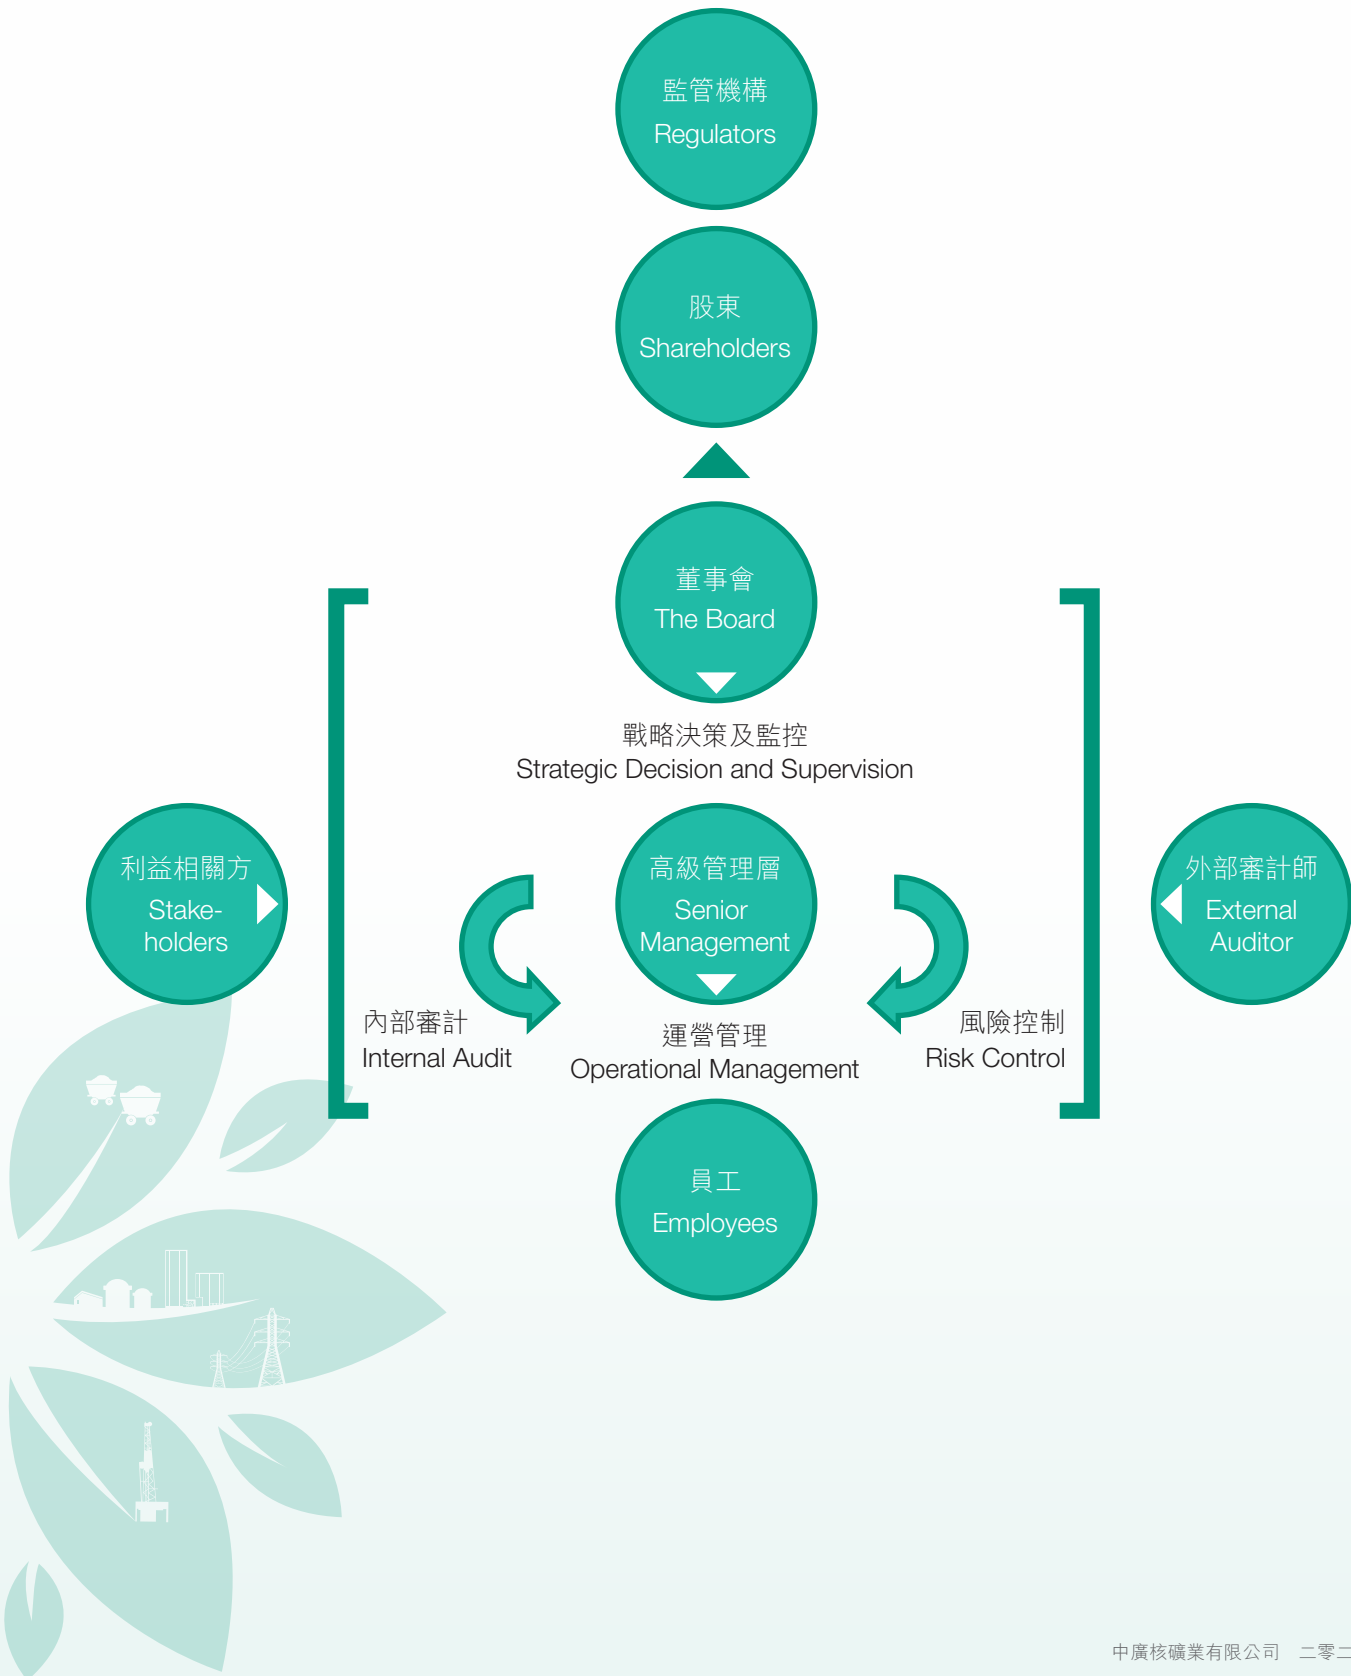 監管機構
Regulators
股東
Shareholders
董事會
The Board
戰略決策及監控
Strategic Decision and Supervision
利益相關方
Stake-
holders
高級管理層
Senior
Management
外部審計師
External
Auditor
內部審計
Internal Audit
運營管理
Operational Management
風險控制
Risk Control
員工
Employees
中廣核礦業有限公司 二零二